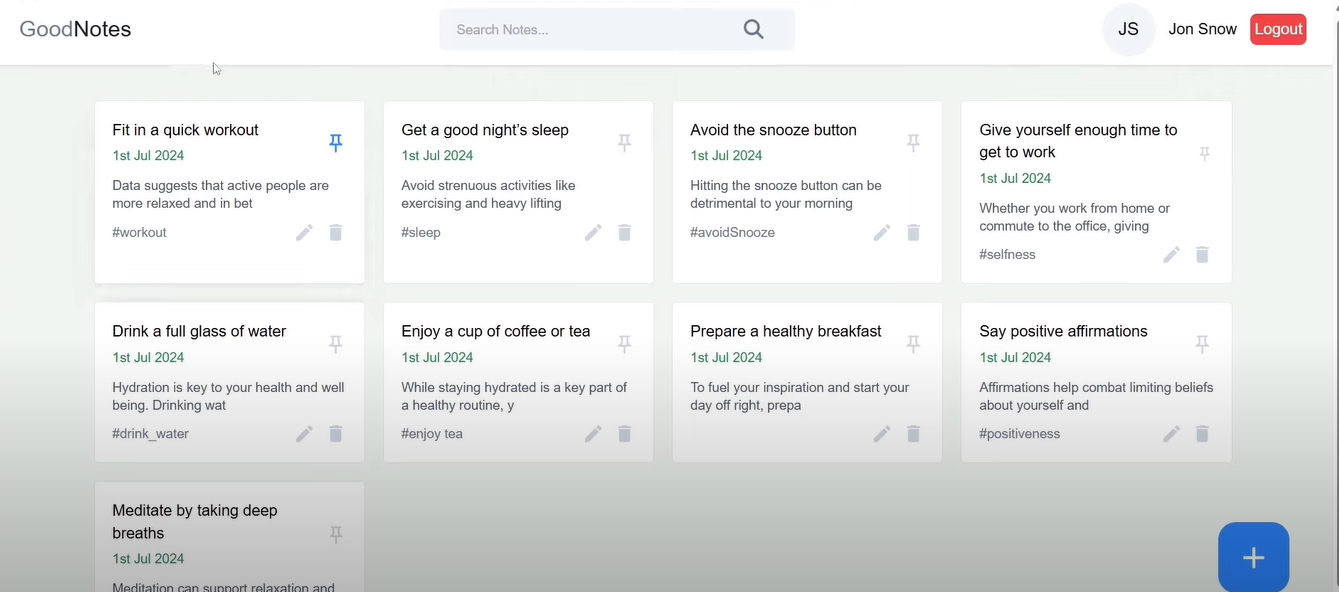 GoodNotes
Search Notes...
JS
Jon Snow
Logout
Fit in a quick workout
1st Jul 2024
Data suggests that active people are
more relaxed and in bet
#workout
Get a good night's sleep
1st Jul 2024
Avoid strenuous activities like
exercising and heavy lifting
#sleep
Avoid the snooze button
1st Jul 2024
Hitting the snooze button can be
detrimental to your morning
#avoidSnooze
Give yourself enough time to
get to work
1st Jul 2024
Whether you work from home or
commute to the office, giving
#selfness
Drink a full glass of water
1st Jul 2024
Hydration is key to your health and well
being. Drinking wat
#drink_water
Enjoy a cup of coffee or tea
1st Jul 2024
While staying hydrated is a key part of
a healthy routine, y
#enjoy tea
Prepare a healthy breakfast
1st Jul 2024
To fuel your inspiration and start your
day off right, prepa
Say positive affirmations
1st Jul 2024
Affirmations help combat limiting beliefs
about yourself and
#positiveness
Meditate by taking deep
breaths
1st Jul 2024
Meditation can support relaxation and
+